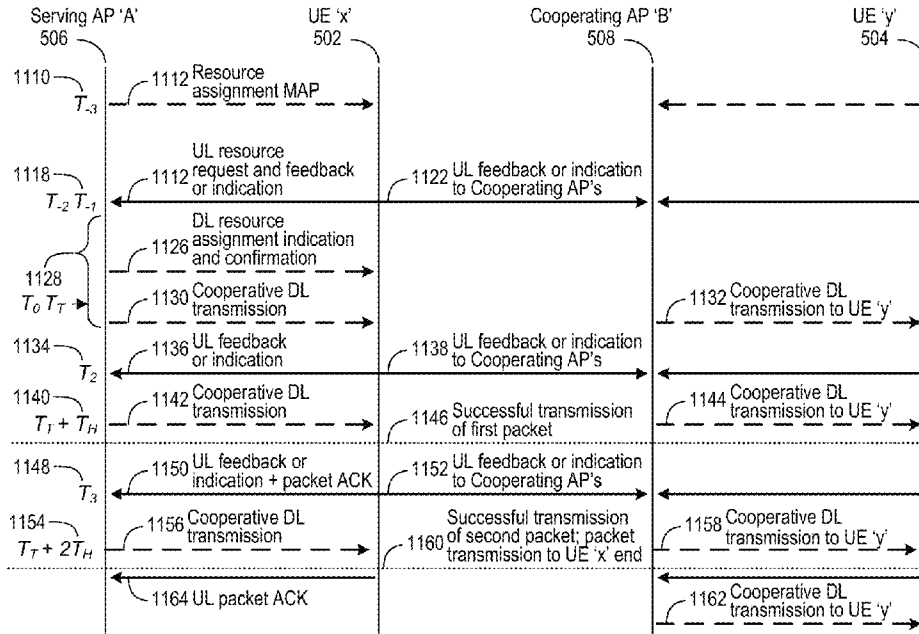 Serving AP 'A'
506
UE 'x'
502
Cooperating AP 'B'
508
UE 'y'
504
1110
T-3
1112
Resource
assignment MAP
1118
T-2 T-1
1112
UL resource
request and feedback
or indication
1122
UL feedback or indication
to Cooperating AP's
1128
T0 TT
1126
DL resource
assignment indication
and confirmation
1130
Cooperative DL
transmission
1132
Cooperative DL
transmission to UE 'y'
1134
T2
1136
UL feedback
or indication
1138
UL feedback or indication
to Cooperating AP's
1140
TT + TH
1142
Cooperative DL
transmission
1146
Successful transmission
of first packet
1144
Cooperative DL
transmission to UE 'y'
1148
T3
1150
UL feedback or
indication + packet ACK
1152
UL feedback or indication
to Cooperating AP's
1154
TT + 2TH
1156
Cooperative DL
transmission
1160
Successful transmission
of second packet; packet
transmission to UE 'x' end
1158
Cooperative DL
transmission to UE 'y'
1164 UL packet ACK
1162
Cooperative DL
transmission to UE 'y'